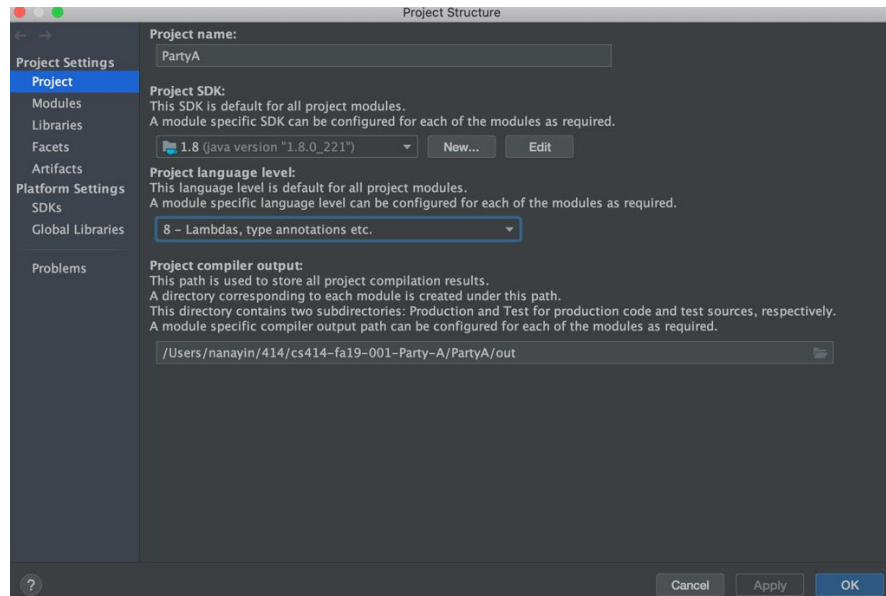 Project Structure
Project Settings
Project
Modules
Libraries
Facets
Artifacts
Platform Settings
SDKs
Global Libraries
Problems
Project name:
PartyA
Project SDK:
This SDK is default for all project modules.
A module specific SDK can be configured for each of the modules as required.
1.8 (java version "1.8.0_221") New... Edit
Project language level:
This language level is default for all project modules.
A module specific language level can be configured for each of the modules as required.
8 – Lambdas, type annotations etc.
Project compiler output:
This path is used to store all project compilation results.
A directory corresponding to each module is created under this path.
This directory contains two subdirectories: Production and Test for production code and test sources, respectively.
A module specific compiler output path can be configured for each of the modules as required.
/Users/nanayin/414/cs414-fa19-001-Party-A/PartyA/out
? Cancel Apply OK